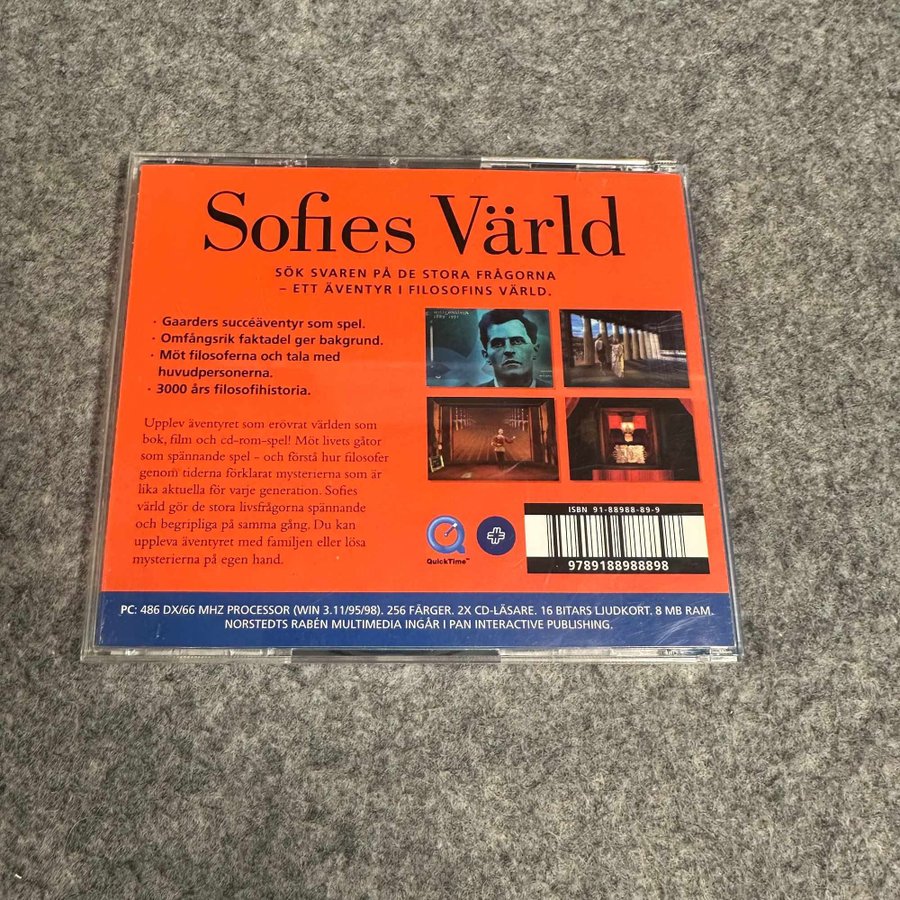 Sofies Värld
SÖK SVAREN PÅ DE STORA FRÅGORNA
– ETT ÄVENTYR I FILOSOFINS VÄRLD.
· Gaarders succéäventyr som spel.
· Omfångsrik faktadel ger bakgrund.
· Möt filosoferna och tala med
huvudpersonerna.
· 3000 års filosofihistoria.
Upplev äventyret som erövrat världen som
bok, film och cd-rom-spel! Möt livets gåtor
som spännande spel – och förstå hur filosofer
genom tiderna förklarat mysterierna som är
lika aktuella för varje generation. Sofies
värld gör de stora livsfrågorna spännande
och begripliga på samma gång. Du kan
uppleva äventyret med familjen eller lösa
mysterierna på egen hand.
WITTGENSTEIN
1889-1951
QuickTime™
ISBN 91-88988-89-9
9789188988898
PC: 486 DX/66 MHZ PROCESSOR (WIN 3.11/95/98). 256 FÄRGER. 2X CD-LÄSARE. 16 BITARS LJUDKORT. 8 MB RAM.
NORSTEDTS RABÉN MULTIMEDIA INGÅR I PAN INTERACTIVE PUBLISHING.